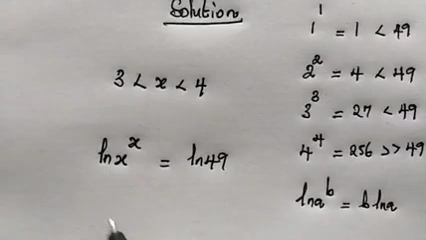 Solution
3 < x < 4
ln x^x = ln 49
1^1 = 1 < 49
2^2 = 4 < 49
3^3 = 27 < 49
4^4 = 256 >> 49
ln a^b = b ln a